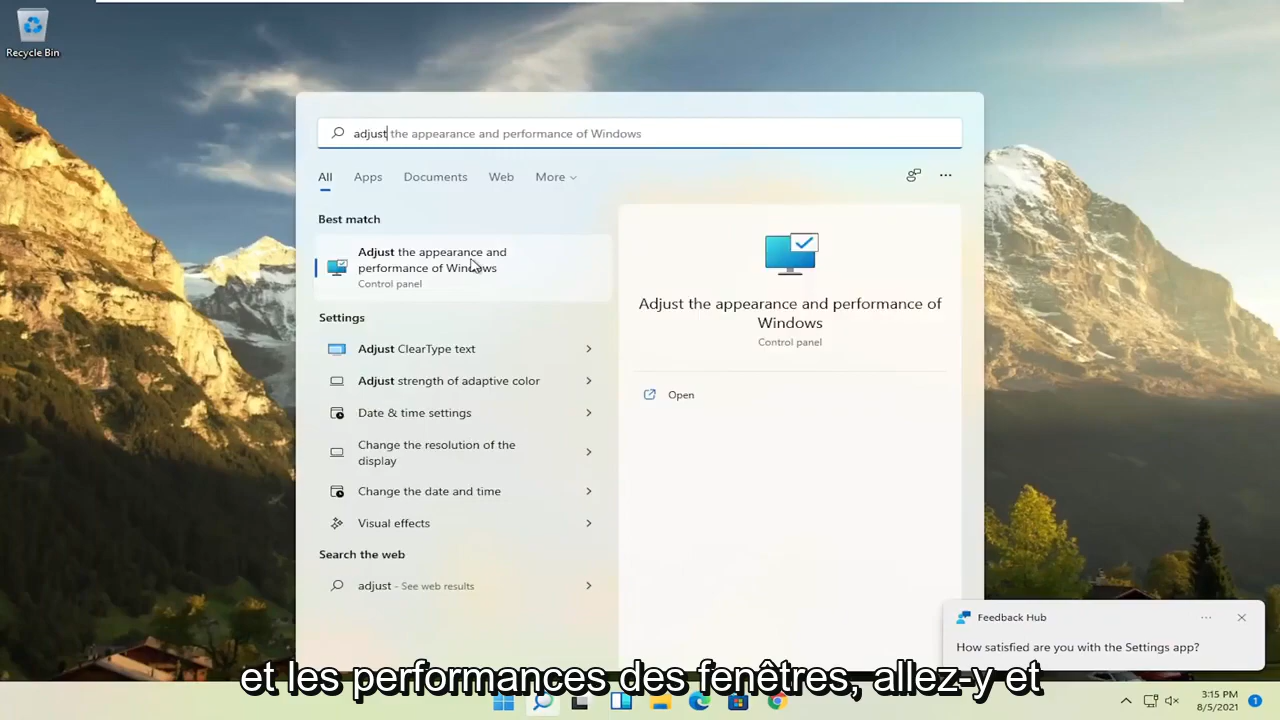 Recycle Bin
adjust the appearance and performance of Windows
All Apps Documents Web More
Best match
Adjust the appearance and
performance of Windows
Control panel
Settings
Adjust ClearType text
Adjust strength of adaptive color
Date & time settings
Change the resolution of the
display
Change the date and time
Visual effects
Search the web
adjust - See web results
Adjust the appearance and performance of
Windows
Control panel
Open
Feedback Hub
How satisfied are you with the Settings app?
et les performances des fenêtres, allez-y et
3:15 PM
8/5/2021
1